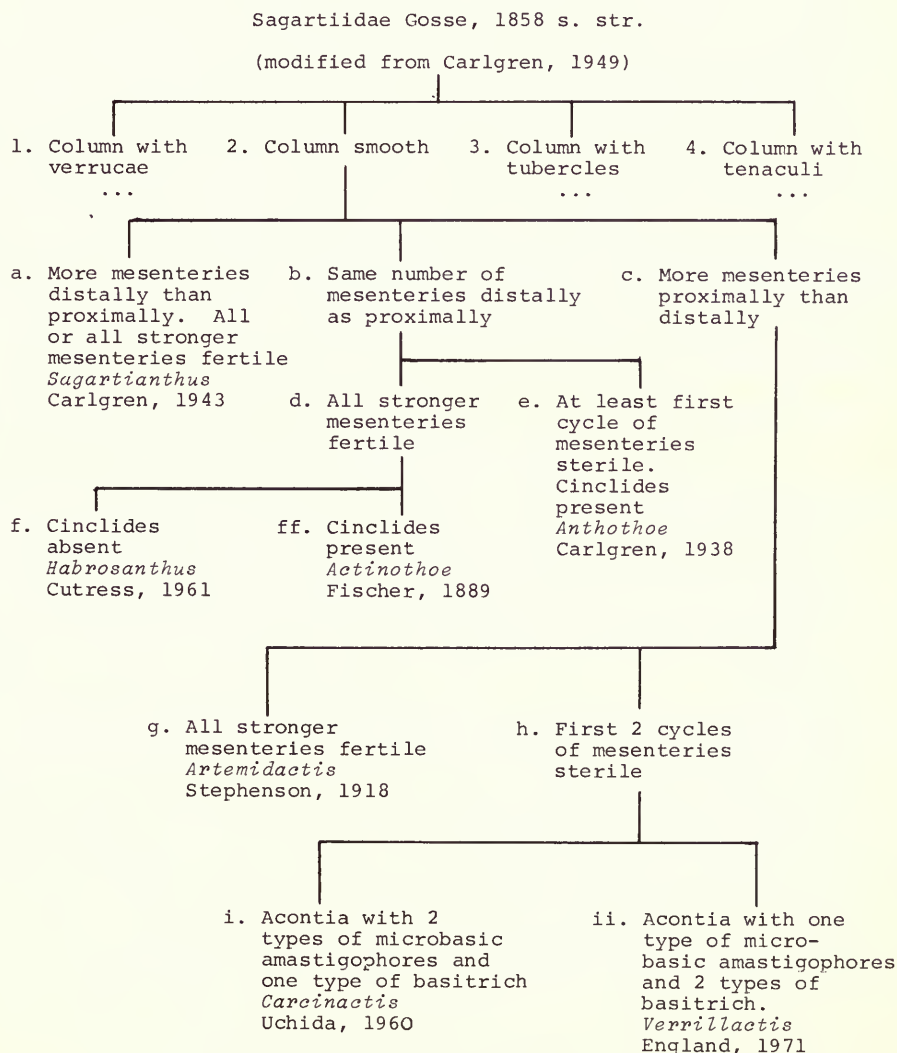 Sagartiidae Gosse, 1858 s. str.
(modified from Carlgren, 1949)
1. Column with
verrucae
...
2. Column smooth
3. Column with
tubercles
...
4. Column with
tenaculi
...
a. More mesenteries
distally than
proximally. All
or all stronger
mesenteries fertile
Sagartianthus
Carlgren, 1943
b. Same number of
mesenteries distally
as proximally
c. More mesenteries
proximally than
distally
d. All stronger
mesenteries
fertile
e. At least first
cycle of
mesenteries
sterile.
Cinclides
present
Anthothoe
Carlgren, 1938
f. Cinclides
absent
Habrosanthus
Cutress, 1961
ff. Cinclides
present
Actinothoe
Fischer, 1889
g. All stronger
mesenteries fertile
Artemidactis
Stephenson, 1918
h. First 2 cycles
of mesenteries
sterile
i. Acontia with 2
types of microbasic
amastigophores and
one type of basitrich
Carcinactis
Uchida, 1960
ii. Acontia with one
type of micro-
basic amastigophores
and 2 types of
basitrich.
Verrillactis
England, 1971